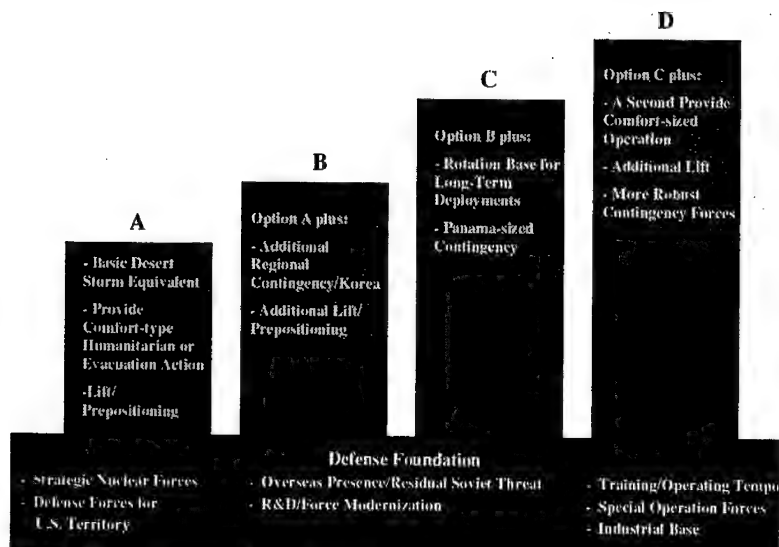 A
- Basic Desert
Storm Equivalent
- Provide
Comfort-type
Humanitarian or
Evacuation Action
-Lift/
Prepositioning
B
Option A plus:
- Additional
Regional
Contingency/Korea
- Additional Lift/
Prepositioning
C
Option B plus:
- Rotation Base for
Long-Term
Deployments
- Panama-sized
Contingency
D
Option C plus:
- A Second Provide
Comfort-sized
Operation
- Additional Lift
- More Robust
Contingency Forces
Defense Foundation
- Strategic Nuclear Forces
- Defense Forces for
U.S. Territory
- Overseas Presence/Residual Soviet Threat
- R&D/Force Modernization
- Training/Operating Tempo
- Special Operation Forces
- Industrial Base